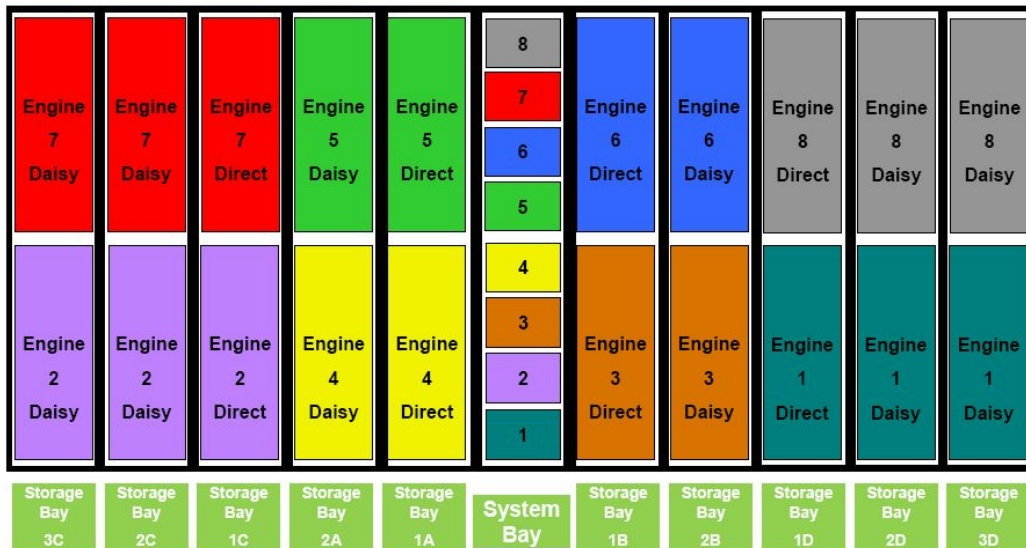 Engine
7
Daisy
Engine
7
Daisy
Engine
7
Direct
Engine
5
Daisy
Engine
5
Direct
8
7
6
5
Engine
6
Direct
Engine
6
Daisy
Engine
8
Direct
Engine
8
Daisy
Engine
8
Daisy
Engine
2
Daisy
Engine
2
Daisy
Engine
2
Direct
Engine
4
Daisy
Engine
4
Direct
4
3
2
1
Engine
3
Direct
Engine
3
Daisy
Engine
1
Direct
Engine
1
Daisy
Engine
1
Daisy
Storage
Bay
3C
Storage
Bay
2C
Storage
Bay
1C
Storage
Bay
2A
Storage
Bay
1A
System
Bay
Storage
Bay
1B
Storage
Bay
2B
Storage
Bay
1D
Storage
Bay
2D
Storage
Bay
3D